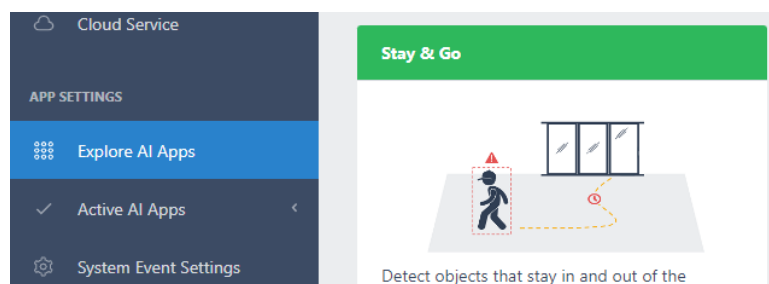 Cloud Service
APP SETTINGS
Explore AI Apps
Active AI Apps
System Event Settings
Stay & Go
Detect objects that stay in and out of the